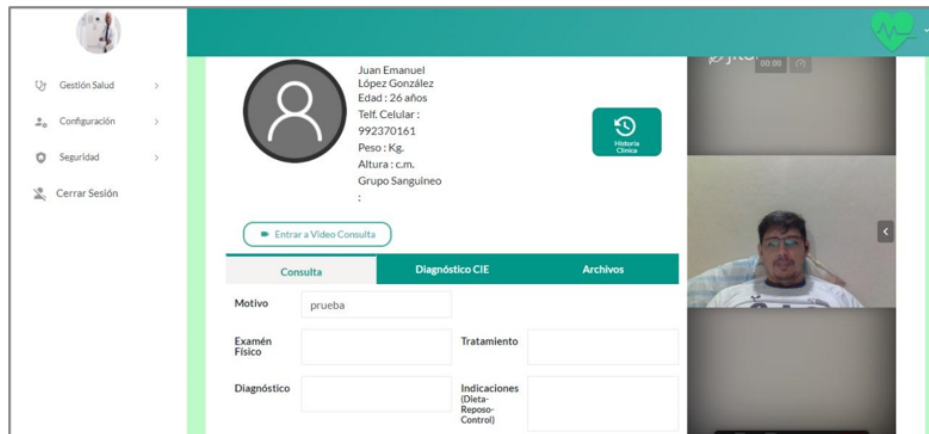 Gestión Salud
Configuración
Seguridad
Cerrar Sesión
Juan Emanuel
López González
Edad : 26 años
Telf. Celular :
992370161
Peso : Kg.
Altura : c.m.
Grupo Sanguineo
:
Historia
Clínica
Entrar a Video Consulta
Consulta
Diagnóstico CIE
Archivos
Motivo
prueba
Examén
Físico
Tratamiento
Diagnóstico
Indicaciones
(Dieta-
Reposo-
Control)
00:00